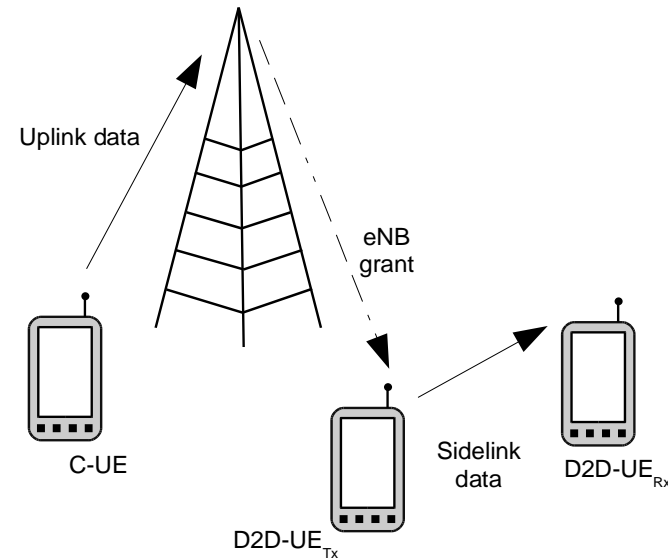 Uplink data
eNB
grant
C-UE
Sidelink
data
D2D-UE_Rx
D2D-UE_Tx